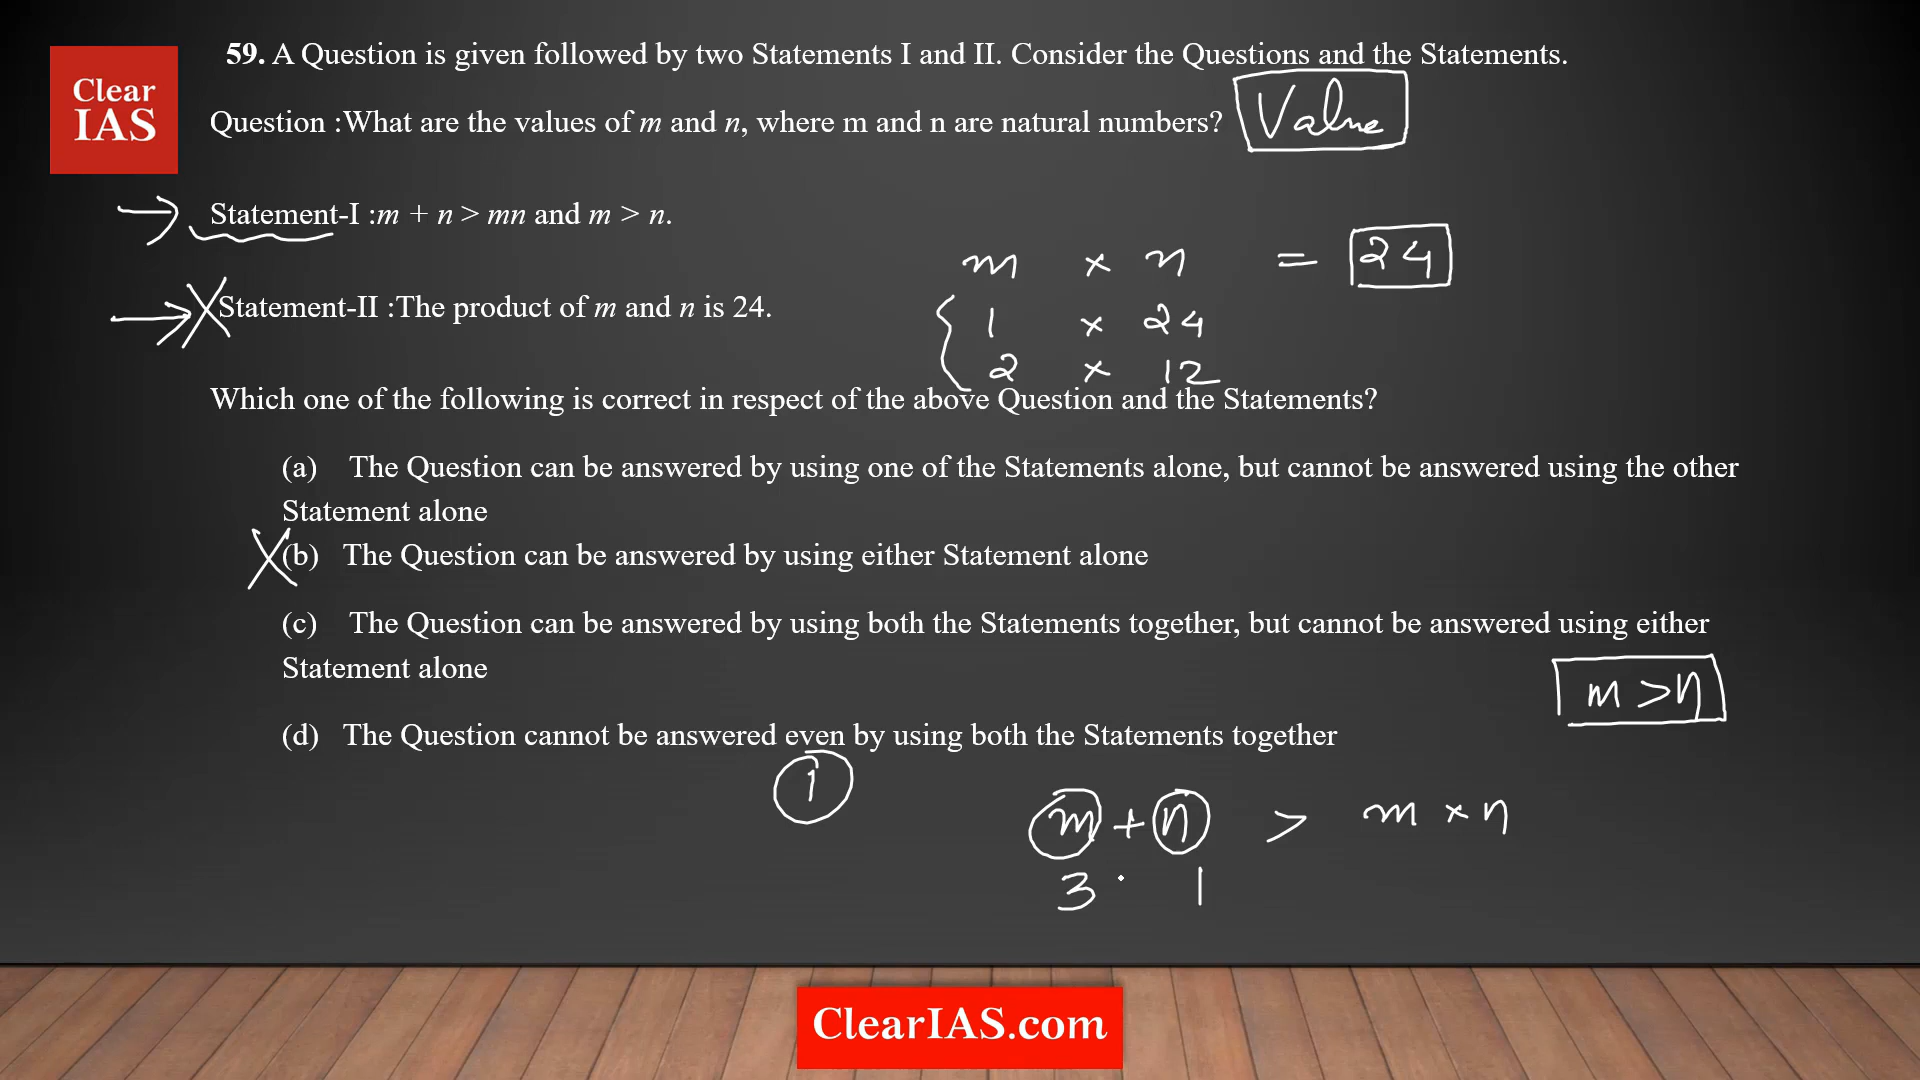 Clear
IAS
59. A Question is given followed by two Statements I and II. Consider the Questions and the Statements.
Question :What are the values of m and n, where m and n are natural numbers?
Value
Statement-I :m + n > mn and m > n.
m × n = 24
Statement-II :The product of m and n is 24.
1 × 24
2 × 12
Which one of the following is correct in respect of the above Question and the Statements?
(a) The Question can be answered by using one of the Statements alone, but cannot be answered using the other
Statement alone
(b) The Question can be answered by using either Statement alone
(c) The Question can be answered by using both the Statements together, but cannot be answered using either
Statement alone
m > n
(d) The Question cannot be answered even by using both the Statements together
1
m + n > m × n
3 · 1
ClearIAS.com